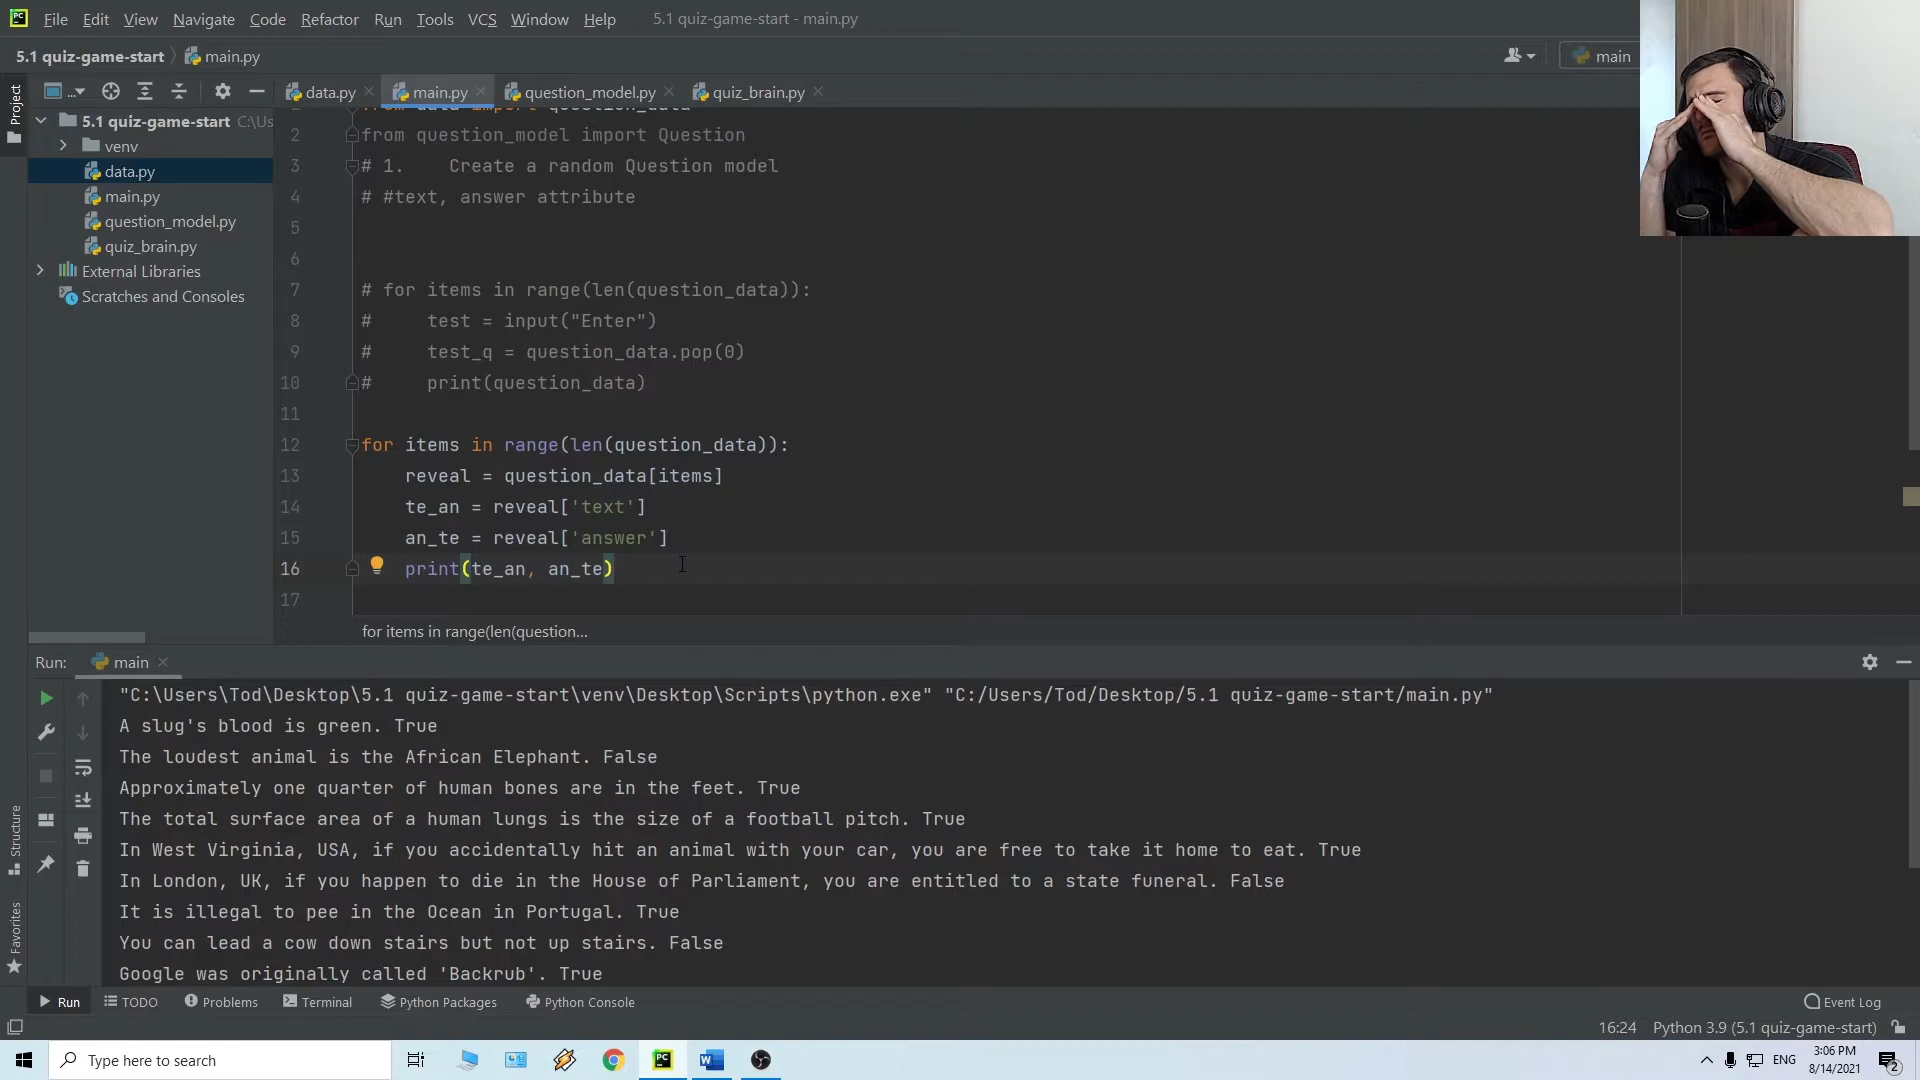 File Edit View Navigate Code Refactor Run Tools VCS Window Help 5.1 quiz-game-start - main.py
5.1 quiz-game-start main.py main
Project
... data.py main.py question_model.py quiz_brain.py
5.1 quiz-game-start C:\Us
venv
data.py
main.py
question_model.py
quiz_brain.py
External Libraries
Scratches and Consoles
from data import question_data
2 from question_model import Question
3 # 1. Create a random Question model
4 # #text, answer attribute
5
6
7 # for items in range(len(question_data)):
8 # test = input("Enter")
9 # test_q = question_data.pop(0)
10 # print(question_data)
11
12 for items in range(len(question_data)):
13 reveal = question_data[items]
14 te_an = reveal['text']
15 an_te = reveal['answer']
16 print(te_an, an_te)
17
for items in range(len(question...
Run: main
"C:\Users\Tod\Desktop\5.1 quiz-game-start\venv\Desktop\Scripts\python.exe" "C:/Users/Tod/Desktop/5.1 quiz-game-start/main.py"
A slug's blood is green. True
The loudest animal is the African Elephant. False
Approximately one quarter of human bones are in the feet. True
The total surface area of a human lungs is the size of a football pitch. True
In West Virginia, USA, if you accidentally hit an animal with your car, you are free to take it home to eat. True
In London, UK, if you happen to die in the House of Parliament, you are entitled to a state funeral. False
It is illegal to pee in the Ocean in Portugal. True
You can lead a cow down stairs but not up stairs. False
Google was originally called 'Backrub'. True
Structure
Favorites
Run TODO Problems Terminal Python Packages Python Console Event Log
16:24 Python 3.9 (5.1 quiz-game-start)
Type here to search
PC W ENG
3:06 PM
8/14/2021
2